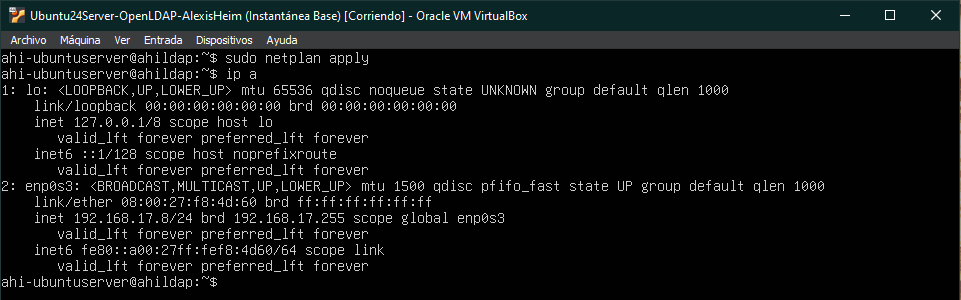 Ubuntu24Server-OpenLDAP-AlexisHeim (Instantánea Base) [Corriendo] - Oracle VM VirtualBox
Archivo Máquina Ver Entrada Dispositivos Ayuda
ahi-ubuntuserver@ahildap:~$ sudo netplan apply
ahi-ubuntuserver@ahildap:~$ ip a
1: lo: <LOOPBACK,UP,LOWER_UP> mtu 65536 qdisc noqueue state UNKNOWN group default qlen 1000
    link/loopback 00:00:00:00:00:00 brd 00:00:00:00:00:00
    inet 127.0.0.1/8 scope host lo
       valid_lft forever preferred_lft forever
    inet6 ::1/128 scope host noprefixroute
       valid_lft forever preferred_lft forever
2: enp0s3: <BROADCAST,MULTICAST,UP,LOWER_UP> mtu 1500 qdisc pfifo_fast state UP group default qlen 1000
    link/ether 08:00:27:f8:4d:60 brd ff:ff:ff:ff:ff:ff
    inet 192.168.17.8/24 brd 192.168.17.255 scope global enp0s3
       valid_lft forever preferred_lft forever
    inet6 fe80::a00:27ff:fef8:4d60/64 scope link
       valid_lft forever preferred_lft forever
ahi-ubuntuserver@ahildap:~$